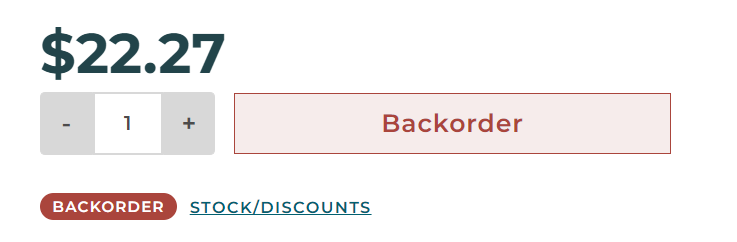 $22.27
- 1 + Backorder
BACKORDER STOCK/DISCOUNTS